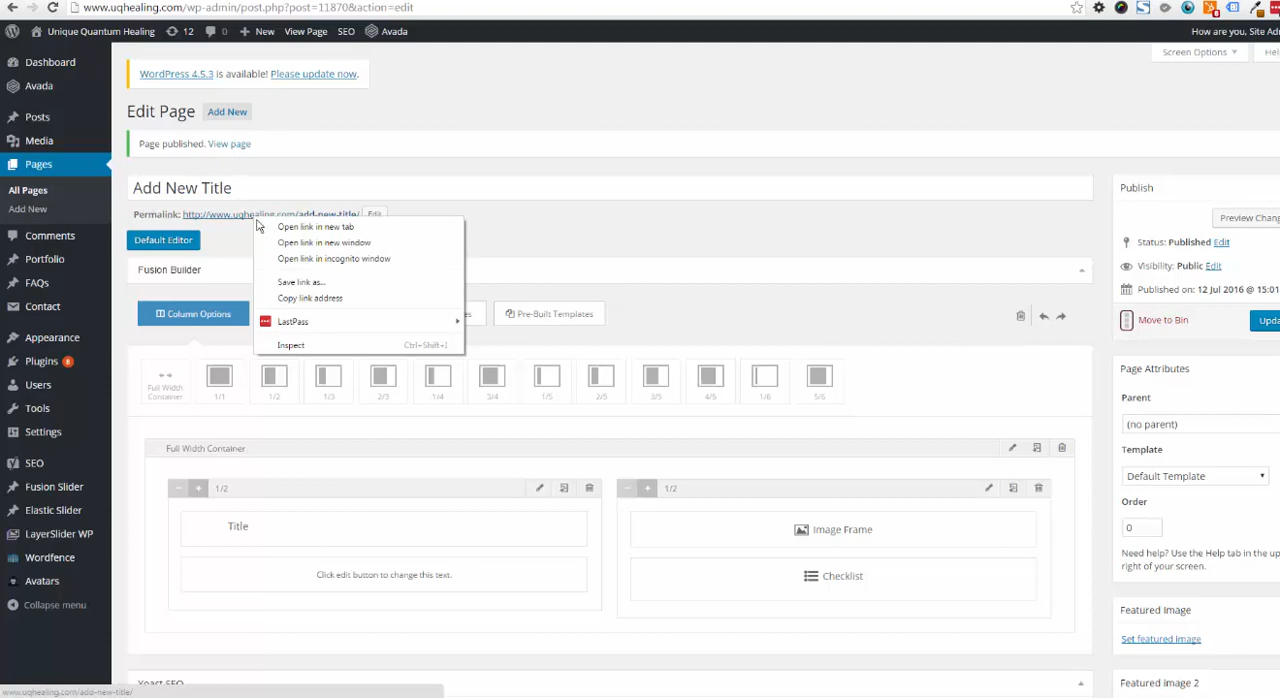 www.uqhealing.com/wp-admin/post.php?post=11870&action=edit
Unique Quantum Healing 12 0 + New View Page SEO Avada
How are you, Site Ad
Dashboard
Avada
Posts
Media
Pages
All Pages
Add New
Comments
Portfolio
FAQs
Contact
Appearance
Plugins 8
Users
Tools
Settings
SEO
Fusion Slider
Elastic Slider
LayerSlider WP
Wordfence
Avatars
Collapse menu
www.uqhealing.com/add-new-title/
Screen Options Hel
WordPress 4.5.3 is available! Please update now.
Edit Page Add New
Page published. View page
Add New Title
Permalink: http://www.uqhealing.com/add-new-title/ Edit
Default Editor
Fusion Builder
Column Options
Pre-Built Templates
Open link in new tab
Open link in new window
Open link in incognito window
Save link as...
Copy link address
LastPass
Inspect Ctrl+Shift+I
Full Width
Container
1/1 1/2 1/3 2/3 1/4 3/4 1/5 2/5 3/5 4/5 1/6 5/6
Full Width Container
1/2
Title
Click edit button to change this text.
1/2
Image Frame
Checklist
Yoast SEO
Publish
Preview Chang
Status: Published Edit
Visibility: Public Edit
Published on: 12 Jul 2016 @ 15:01
Move to Bin Upda
Page Attributes
Parent
(no parent)
Template
Default Template
Order
0
Need help? Use the Help tab in the up
right of your screen.
Featured Image
Set featured image
Featured image 2